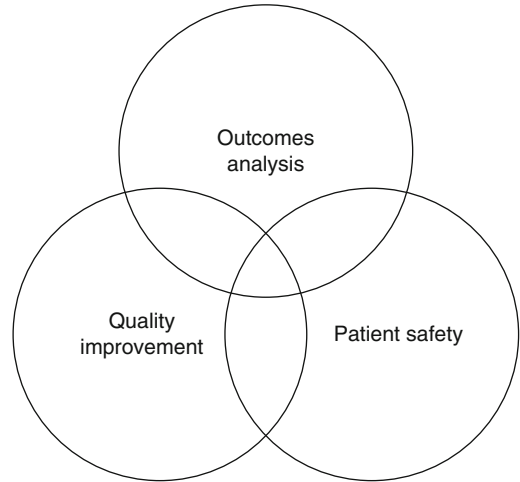 Outcomes
analysis
Quality
improvement
Patient safety